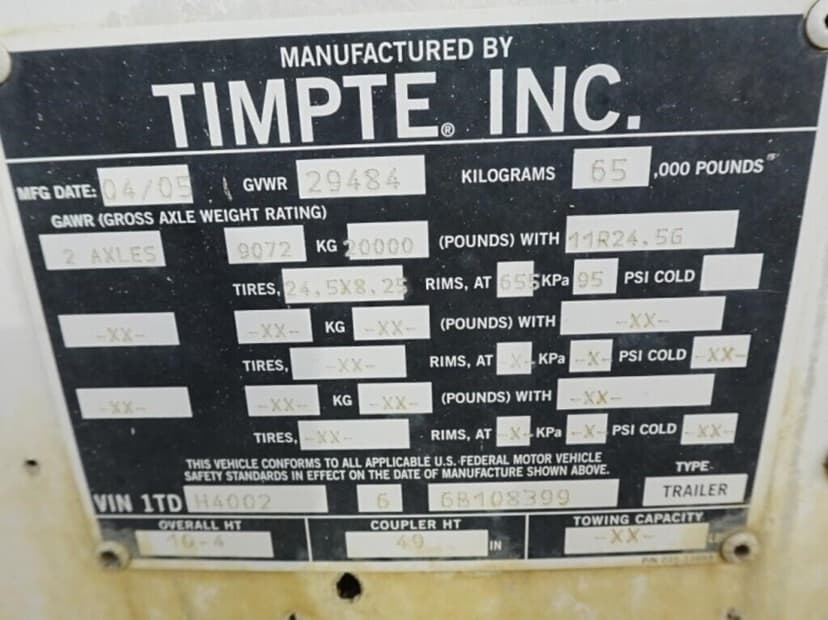 MANUFACTURED BY
TIMPTE® INC.
MFG DATE: 04/05 GVWR 29484 KILOGRAMS 65 ,000 POUNDS
GAWR (GROSS AXLE WEIGHT RATING)
2 AXLES 9072 KG 20000 (POUNDS) WITH 11R24.5G
TIRES, 24.5X8.25 RIMS, AT 655 KPa 95 PSI COLD
-XX- -XX- KG -XX- (POUNDS) WITH -XX-
TIRES, -XX- RIMS, AT -X- KPa -X- PSI COLD -XX-
-XX- -XX- KG -XX- (POUNDS) WITH -XX-
TIRES, -XX- RIMS, AT -X- KPa -X- PSI COLD -XX-
THIS VEHICLE CONFORMS TO ALL APPLICABLE U.S. FEDERAL MOTOR VEHICLE
SAFETY STANDARDS IN EFFECT ON THE DATE OF MANUFACTURE SHOWN ABOVE.
TYPE
VIN 1TD H4002 6 6B108399 TRAILER
OVERALL HT COUPLER HT TOWING CAPACITY
10-4 49 IN -XX-